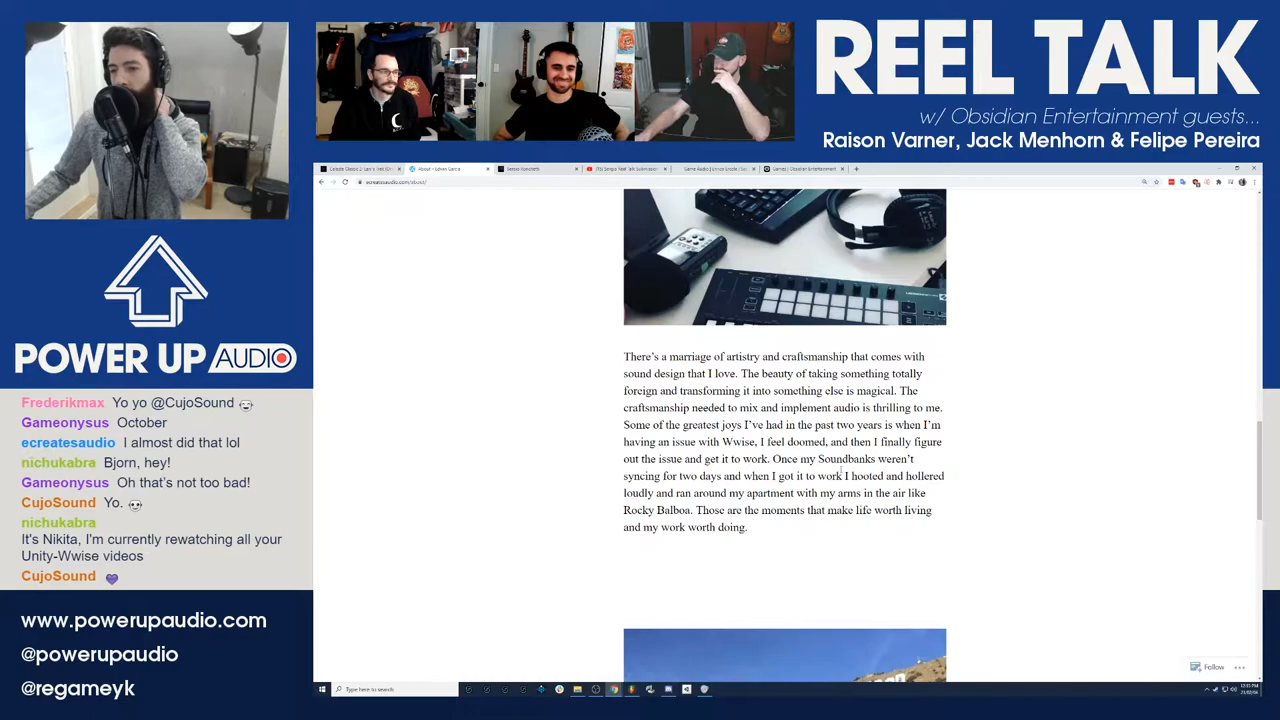 REEL TALK
w/ Obsidian Entertainment guests...
Raison Varner, Jack Menhorn & Felipe Pereira
POWER UP AUDIO
Frederikmax Yo yo @CujoSound
Gameonysus October
ecreatesaudio I almost did that lol
nichukabra Bjorn, hey!
Gameonysus Oh that's not too bad!
CujoSound Yo.
nichukabra
It's Nikita, I'm currently rewatching all your
Unity-Wwise videos
CujoSound
www.powerupaudio.com
@powerupaudio
@regameyk
ecreatesaudio.com/about/
There's a marriage of artistry and craftsmanship that comes with
sound design that I love. The beauty of taking something totally
foreign and transforming it into something else is magical. The
craftsmanship needed to mix and implement audio is thrilling to me.
Some of the greatest joys I've had in the past two years is when I'm
having an issue with Wwise, I feel doomed, and then I finally figure
out the issue and get it to work. Once my Soundbanks weren't
syncing for two days and when I got it to work I hooted and hollered
loudly and ran around my apartment with my arms in the air like
Rocky Balboa. Those are the moments that make life worth living
and my work worth doing.
Follow
Type here to search